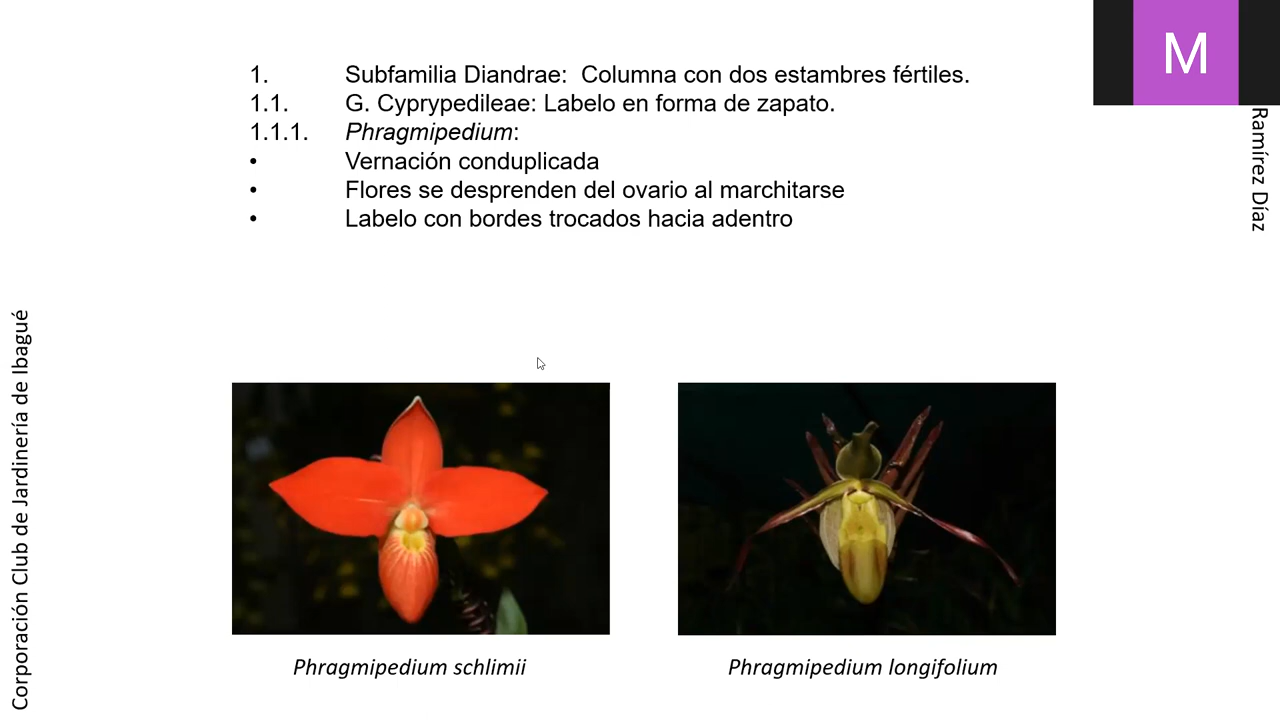 1. Subfamilia Diandrae: Columna con dos estambres fértiles.
1.1. G. Cyprypedileae: Labelo en forma de zapato.
1.1.1. Phragmipedium:
• Vernación conduplicada
• Flores se desprenden del ovario al marchitarse
• Labelo con bordes trocados hacia adentro
M
Ramírez Díaz
Corporación Club de Jardinería de Ibagué
Phragmipedium schlimii
Phragmipedium longifolium